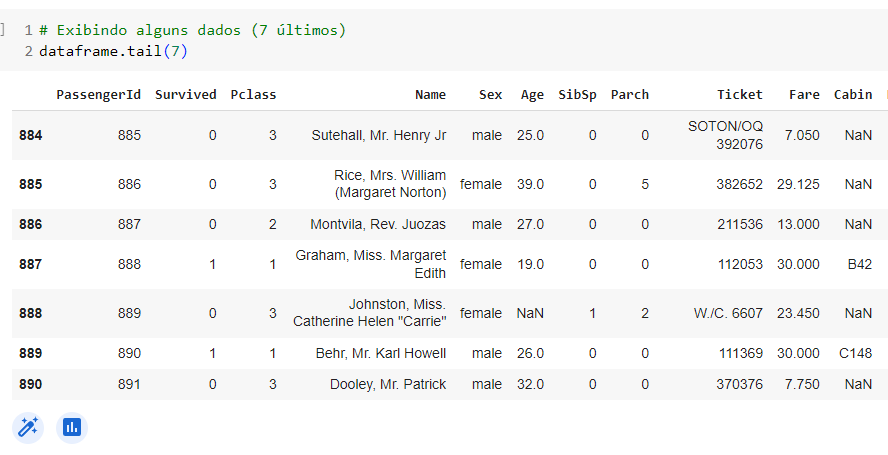 ]
1 # Exibindo alguns dados (7 últimos)
2 dataframe.tail(7)
PassengerId Survived Pclass Name Sex Age SibSp Parch Ticket Fare Cabin
884 885 0 3 Sutehall, Mr. Henry Jr male 25.0 0 0 SOTON/OQ 392076 7.050 NaN
885 886 0 3 Rice, Mrs. William (Margaret Norton) female 39.0 0 5 382652 29.125 NaN
886 887 0 2 Montvila, Rev. Juozas male 27.0 0 0 211536 13.000 NaN
887 888 1 1 Graham, Miss. Margaret Edith female 19.0 0 0 112053 30.000 B42
888 889 0 3 Johnston, Miss. Catherine Helen "Carrie" female NaN 1 2 W./C. 6607 23.450 NaN
889 890 1 1 Behr, Mr. Karl Howell male 26.0 0 0 111369 30.000 C148
890 891 0 3 Dooley, Mr. Patrick male 32.0 0 0 370376 7.750 NaN